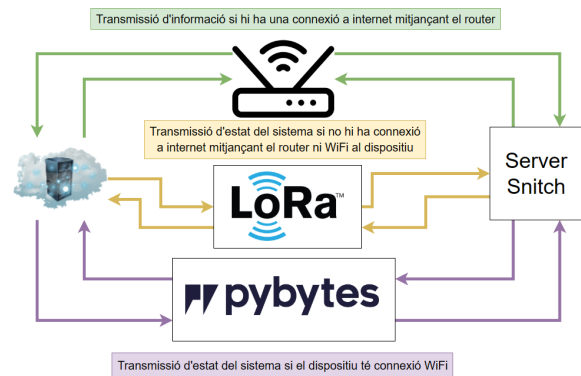 Transmissió d'informació si hi ha una connexió a internet mitjançant el router
Transmissió d'estat del sistema si no hi ha connexió
a internet mitjançant el router ni WiFi al dispositiu
Server
Snitch
LoRa™
pybytes
Transmissió d'estat del sistema si el dispositiu té connexió WiFi